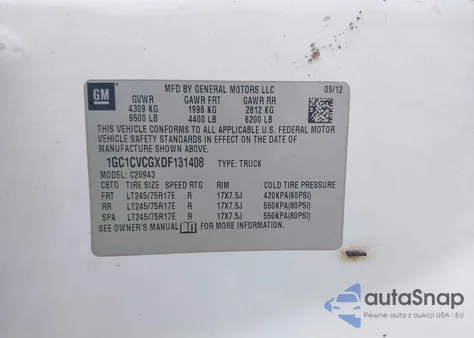 GM
MFD BY GENERAL MOTORS LLC 09/12
GVWR GAWR FRT GAWR RR
4309 KG 1996 KG 2812 KG
9500 LB 4400 LB 6200 LB
THIS VEHICLE CONFORMS TO ALL APPLICABLE U.S. FEDERAL MOTOR
VEHICLE SAFETY STANDARDS IN EFFECT ON THE DATE OF
MANUFACTURE SHOWN ABOVE.
1GC1CVCGXDF131408 TYPE: TRUCK
MODEL: C20943
CBTD TIRE SIZE SPEED RTG RIM COLD TIRE PRESSURE
FRT LT245/75R17E R 17X7.5J 420KPA(60PSI)
RR LT245/75R17E R 17X7.5J 550KPA(80PSI)
SPA LT245/75R17E R 17X7.5J 550KPA(80PSI)
SEE OWNER'S MANUAL FOR MORE INFORMATION.
autoSnap
Pewne auta z aukcji USA i EU